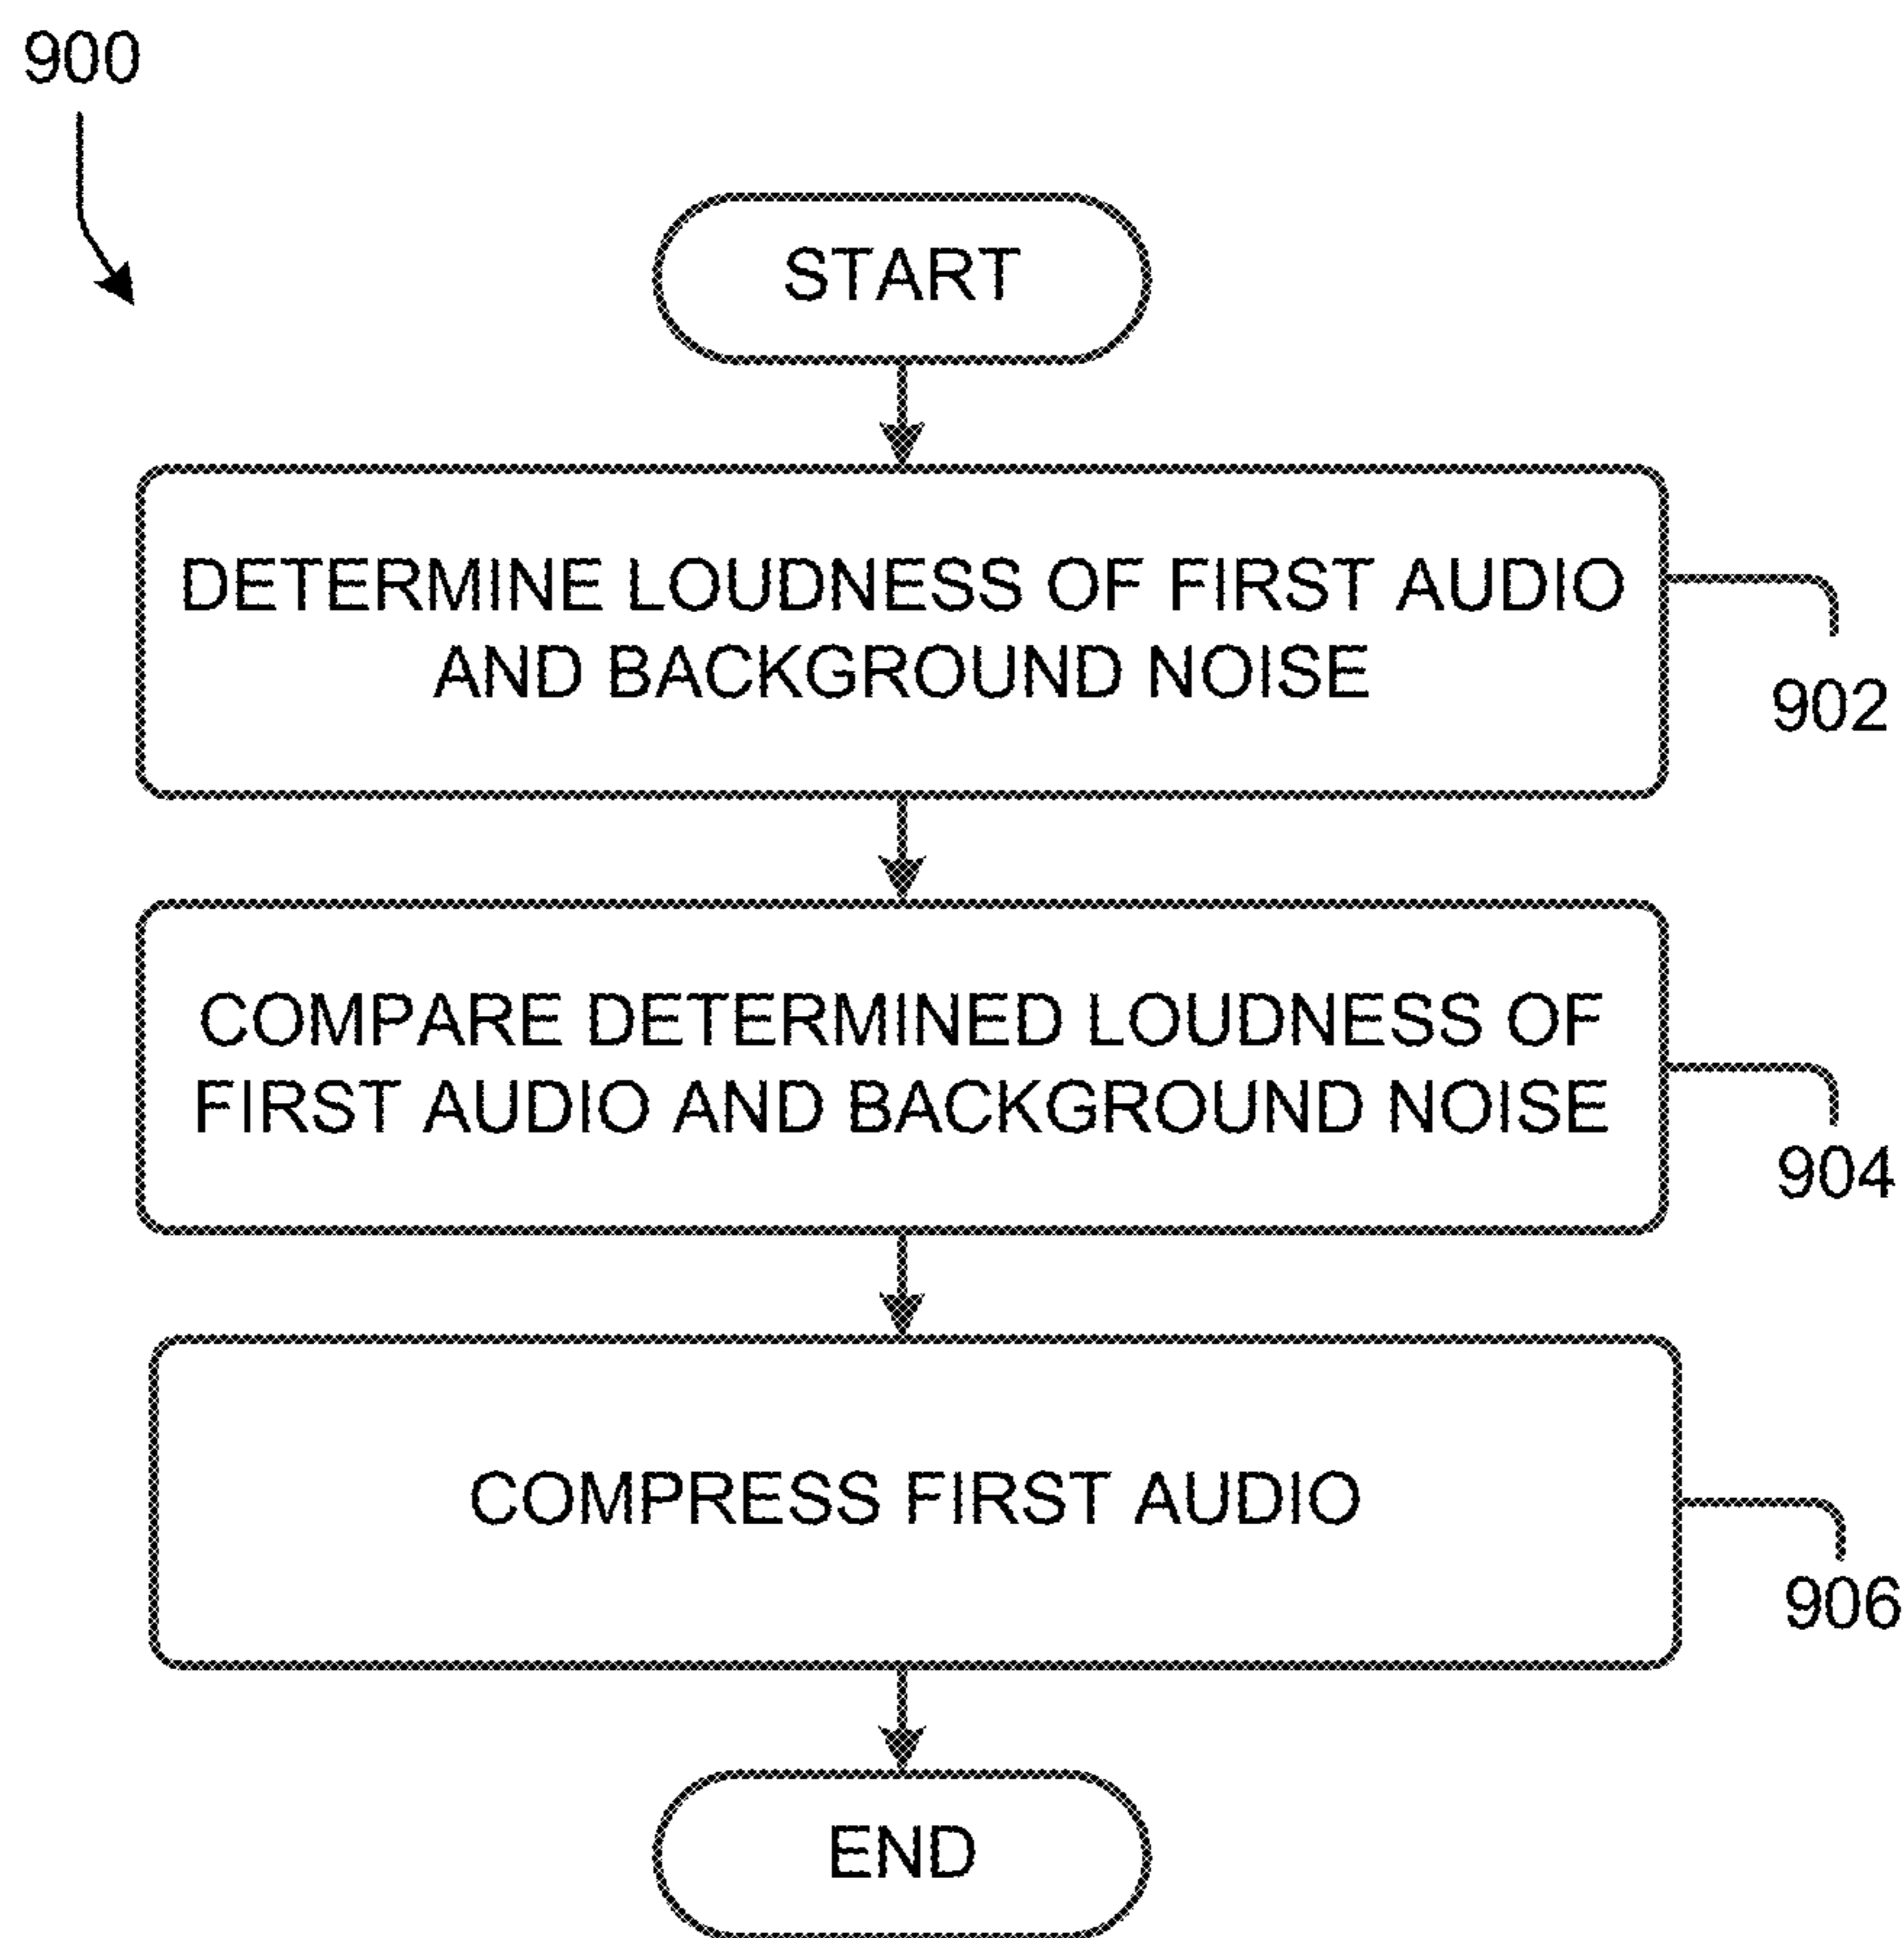 900
START
DETERMINE LOUDNESS OF FIRST AUDIO
AND BACKGROUND NOISE
902
COMPARE DETERMINED LOUDNESS OF
FIRST AUDIO AND BACKGROUND NOISE
904
COMPRESS FIRST AUDIO
906
END